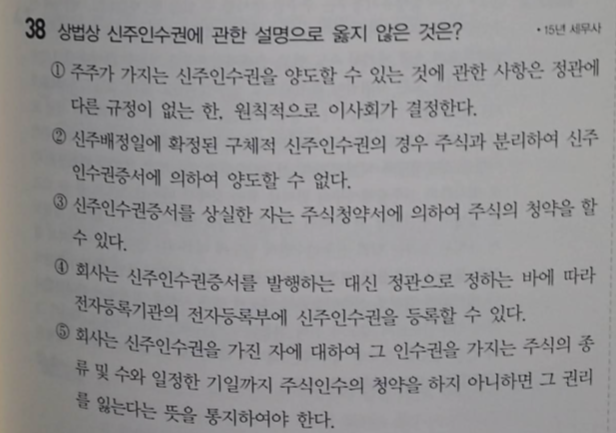 38 상법상 신주인수권에 관한 설명으로 옳지 않은 것은? • 15년 세무사
① 주주가 가지는 신주인수권을 양도할 수 있는 것에 관한 사항은 정관에
다른 규정이 없는 한, 원칙적으로 이사회가 결정한다.
② 신주배정일에 확정된 구체적 신주인수권의 경우 주식과 분리하여 신주
인수권증서에 의하여 양도할 수 없다.
③ 신주인수권증서를 상실한 자는 주식청약서에 의하여 주식의 청약을 할
수 있다.
④ 회사는 신주인수권증서를 발행하는 대신 정관으로 정하는 바에 따라
전자등록기관의 전자등록부에 신주인수권을 등록할 수 있다.
⑤ 회사는 신주인수권을 가진 자에 대하여 그 인수권을 가지는 주식의 종
류 및 수와 일정한 기일까지 주식인수의 청약을 하지 아니하면 그 권리
를 잃는다는 뜻을 통지하여야 한다.